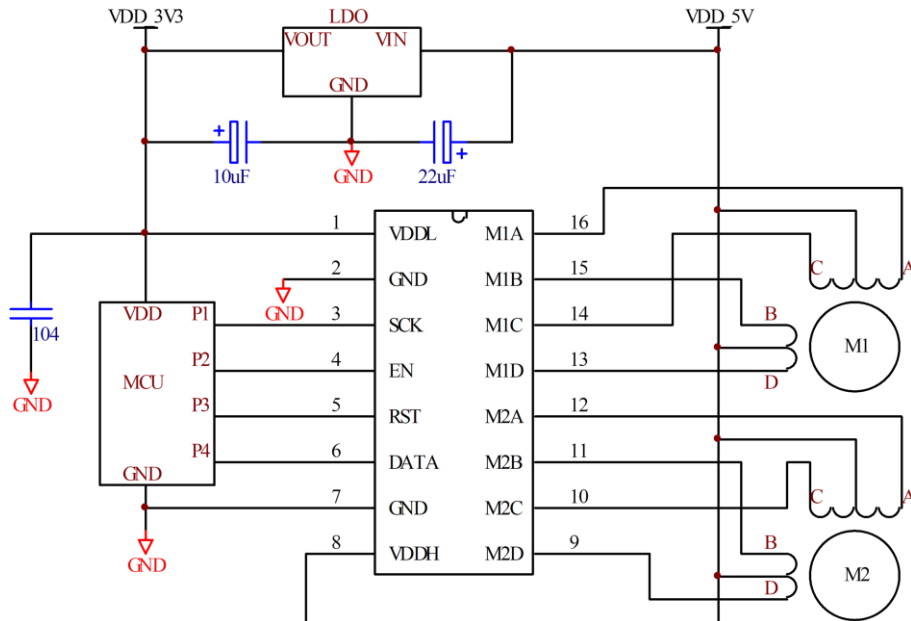 VDD_3V3
LDO
VDD_5V
VOUT
VIN
GND
+
10uF
GND
22uF
+
1
VDDL
M1A
16
2
GND
M1B
15
GND
3
SCK
M1C
14
4
EN
M1D
13
5
RST
M2A
12
6
DATA
M2B
11
7
GND
M2C
10
8
VDDH
M2D
9
104
GND
VDD
P1
P2
MCU
P3
P4
GND
GND
C
A
B
M1
D
C
A
B
M2
D